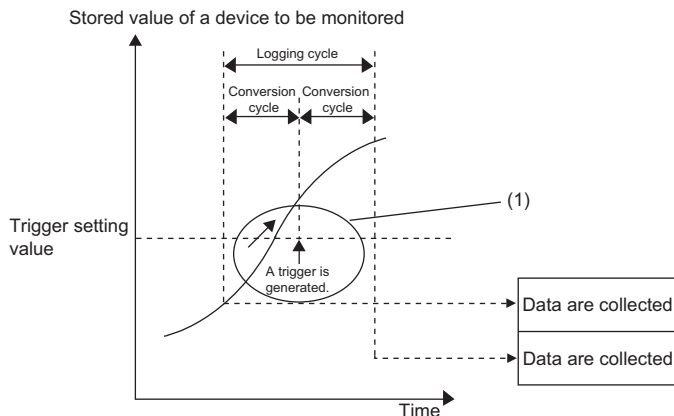 Stored value of a device to be monitored
Logging cycle
Conversion
cycle
Conversion
cycle
(1)
Trigger setting
value
A trigger is
generated.
Data are collected
Data are collected
Time